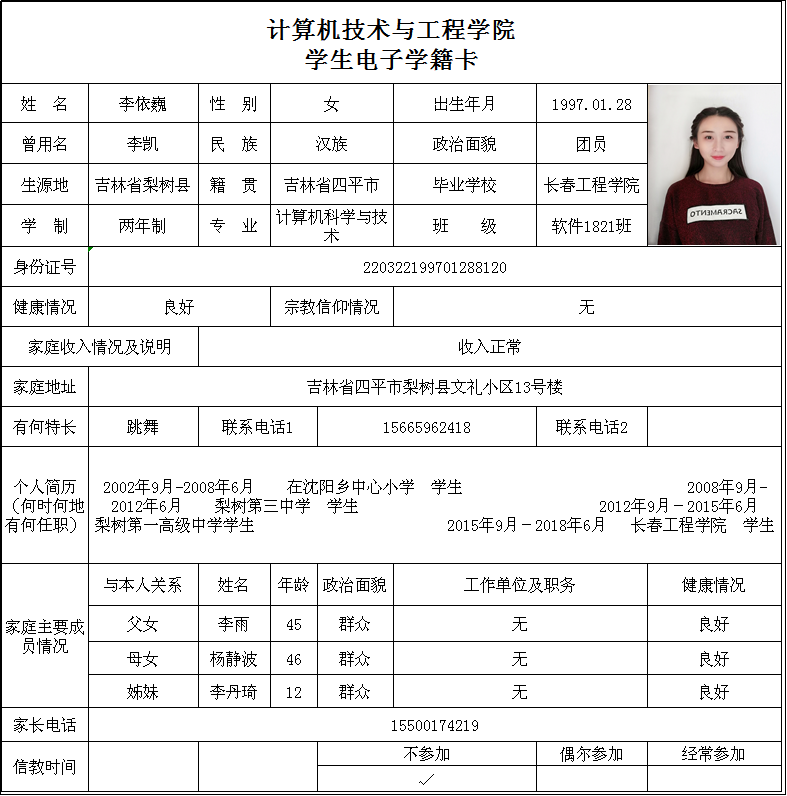 计算机技术与工程学院
学生电子学籍卡
姓 名 李依巍 性 别 女 出生年月 1997.01.28
曾用名 李凯 民 族 汉族 政治面貌 团员
生源地 吉林省梨树县 籍 贯 吉林省四平市 毕业学校 长春工程学院
学 制 两年制 专 业 计算机科学与技术 班 级 软件1821班
SACRAMENTO
身份证号 220322199701288120
健康情况 良好 宗教信仰情况 无
家庭收入情况及说明 收入正常
家庭地址 吉林省四平市梨树县文礼小区13号楼
有何特长 跳舞 联系电话1 15665962418 联系电话2
个人简历（何时何地有何任职）
2002年9月-2008年6月 在沈阳乡中心小学 学生 2008年9月-
2012年6月 梨树第三中学 学生 2012年9月－2015年6月
梨树第一高级中学学生 2015年9月－2018年6月 长春工程学院 学生
家庭主要成员情况
与本人关系 姓名 年龄 政治面貌 工作单位及职务 健康情况
父女 李雨 45 群众 无 良好
母女 杨静波 46 群众 无 良好
姊妹 李丹琦 12 群众 无 良好
家长电话 15500174219
信教时间 不参加 偶尔参加 经常参加
✓